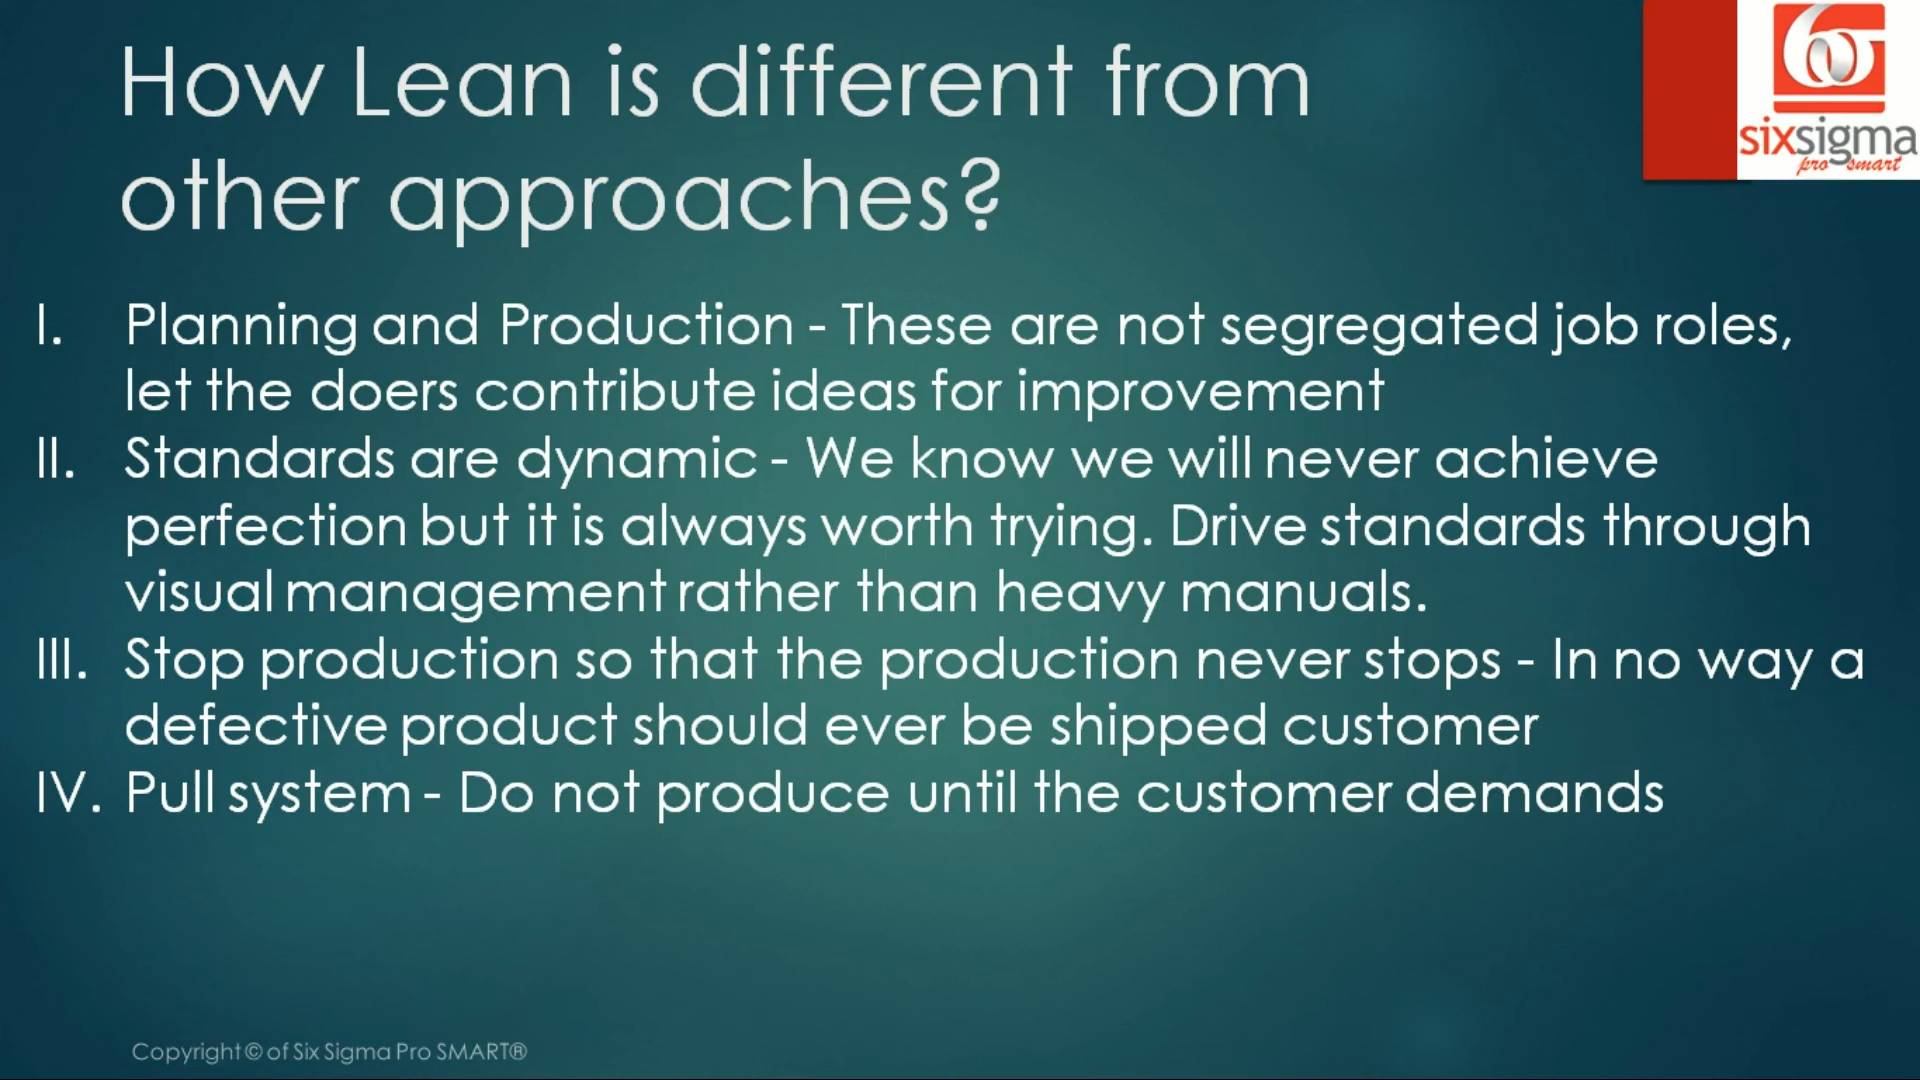 How Lean is different from
other approaches?
sixsigma
pro smart
I. Planning and Production - These are not segregated job roles,
let the doers contribute ideas for improvement
II. Standards are dynamic - We know we will never achieve
perfection but it is always worth trying. Drive standards through
visual management rather than heavy manuals.
III. Stop production so that the production never stops - In no way a
defective product should ever be shipped customer
IV. Pull system - Do not produce until the customer demands
Copyright © of Six Sigma Pro SMART®